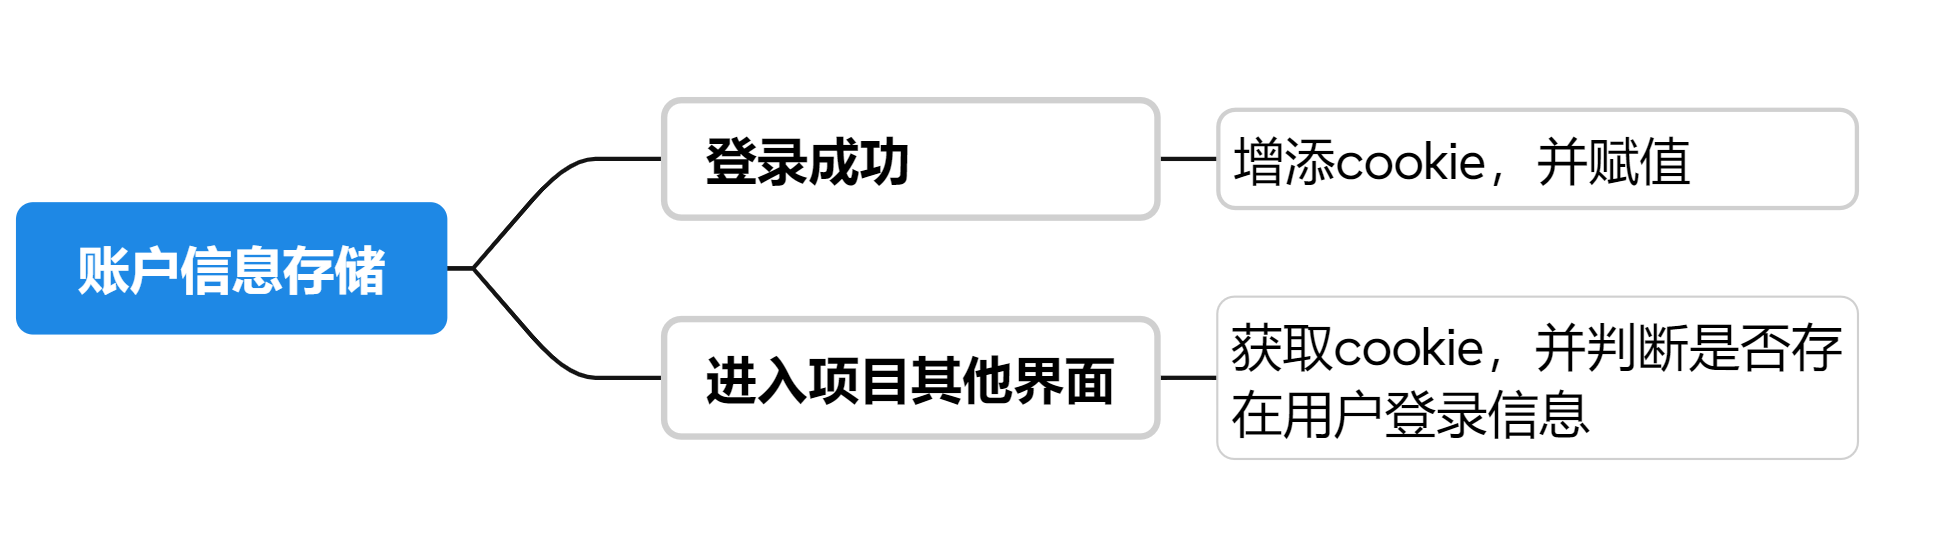 账户信息存储
登录成功
增添cookie，并赋值
进入项目其他界面
获取cookie，并判断是否存
在用户登录信息